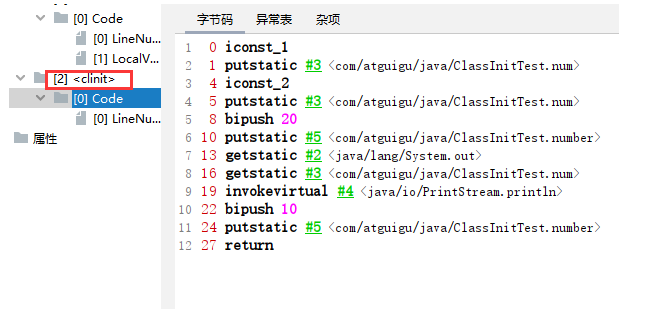 [0] Code
[0] LineNu...
[1] LocalV...
[2] <clinit>
[0] Code
[0] LineNu...
属性
字节码 异常表 杂项
1 0 iconst_1
2 1 putstatic #3 <com/atguigu/java/ClassInitTest.num>
3 4 iconst_2
4 5 putstatic #3 <com/atguigu/java/ClassInitTest.num>
5 8 bipush 20
6 10 putstatic #5 <com/atguigu/java/ClassInitTest.number>
7 13 getstatic #2 <java/lang/System.out>
8 16 getstatic #3 <com/atguigu/java/ClassInitTest.num>
9 19 invokevirtual #4 <java/io/PrintStream.println>
10 22 bipush 10
11 24 putstatic #5 <com/atguigu/java/ClassInitTest.number>
12 27 return